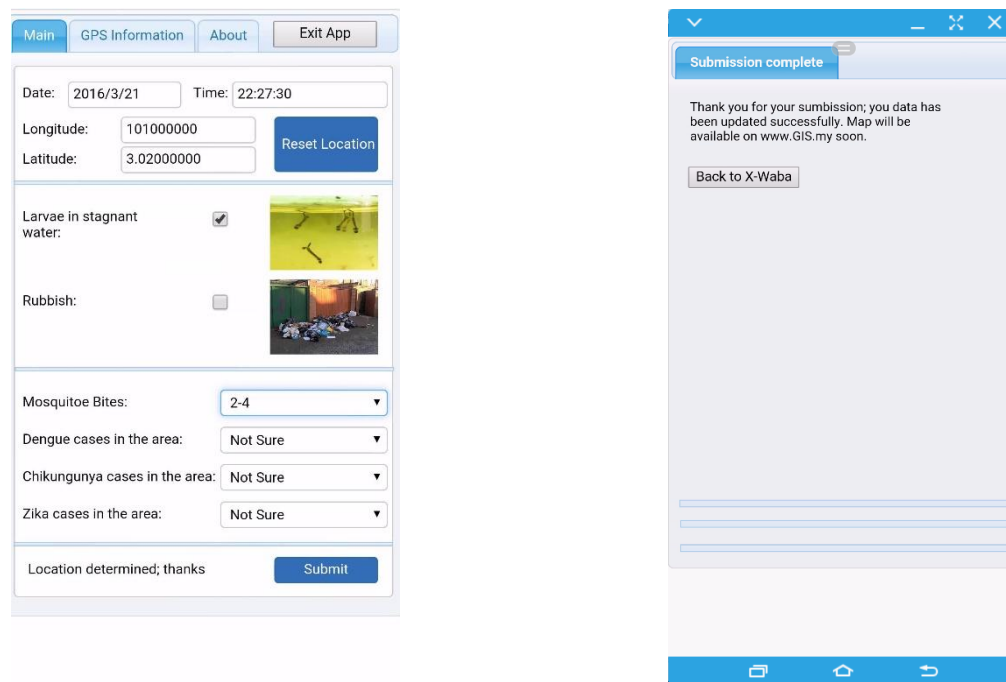 Main GPS Information About Exit App
Date: 2016/3/21 Time: 22:27:30
Longitude: 101000000
Latitude: 3.02000000
Reset Location
Larvae in stagnant
water:
Rubbish:
Mosquitoe Bites: 2-4
Dengue cases in the area: Not Sure
Chikungunya cases in the area: Not Sure
Zika cases in the area: Not Sure
Location determined; thanks Submit
Submission complete
Thank you for your sumbission; you data has
been updated successfully. Map will be
available on www.GIS.my soon.
Back to X-Waba